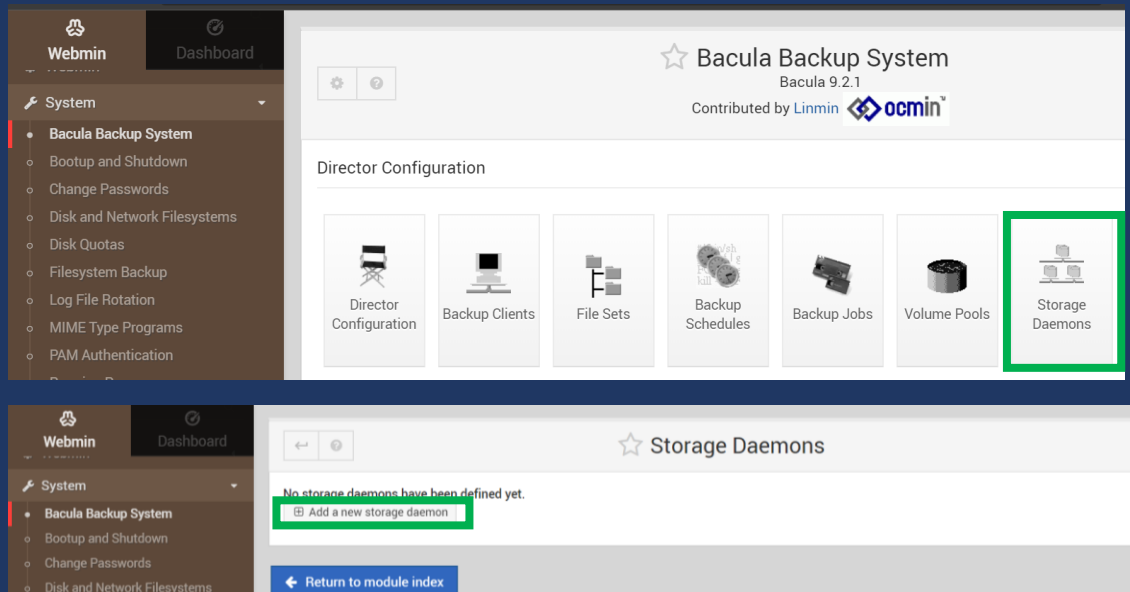 Webmin
Dashboard
System
Bacula Backup System
Bootup and Shutdown
Change Passwords
Disk and Network Filesystems
Disk Quotas
Filesystem Backup
Log File Rotation
MIME Type Programs
PAM Authentication
Bacula Backup System
Bacula 9.2.1
Contributed by Linmin ocmin™
Director Configuration
Director
Configuration
Backup Clients
File Sets
Backup
Schedules
Backup Jobs
Volume Pools
Storage
Daemons
Webmin
Dashboard
System
Bacula Backup System
Bootup and Shutdown
Change Passwords
Disk and Network Filesystems
Storage Daemons
No storage daemons have been defined yet.
Add a new storage daemon
Return to module index